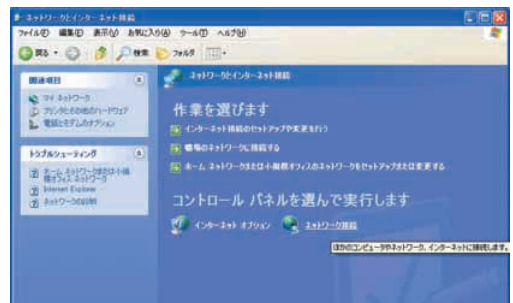 ネットワークとインターネット接続
ファイル(F) 編集(E) 表示(V) お気に入り(A) ツール(T) ヘルプ(H)
戻る 検索 フォルダ
関連項目
マイ ネットワーク
プリンタとその他のハードウェア
電話とモデムのオプション
トラブルシューティング
ホーム ネットワークまたは小規模オフィス ネットワーク
Internet Explorer
ネットワークの診断
ネットワークとインターネット接続
作業を選びます
インターネット接続のセットアップや変更を行う
職場のネットワークに接続する
ホーム ネットワークまたは小規模オフィスのネットワークをセットアップまたは変更する
コントロール パネルを選んで実行します
インターネット オプション ネットワーク接続
ほかのコンピュータやネットワーク、インターネットに接続します。